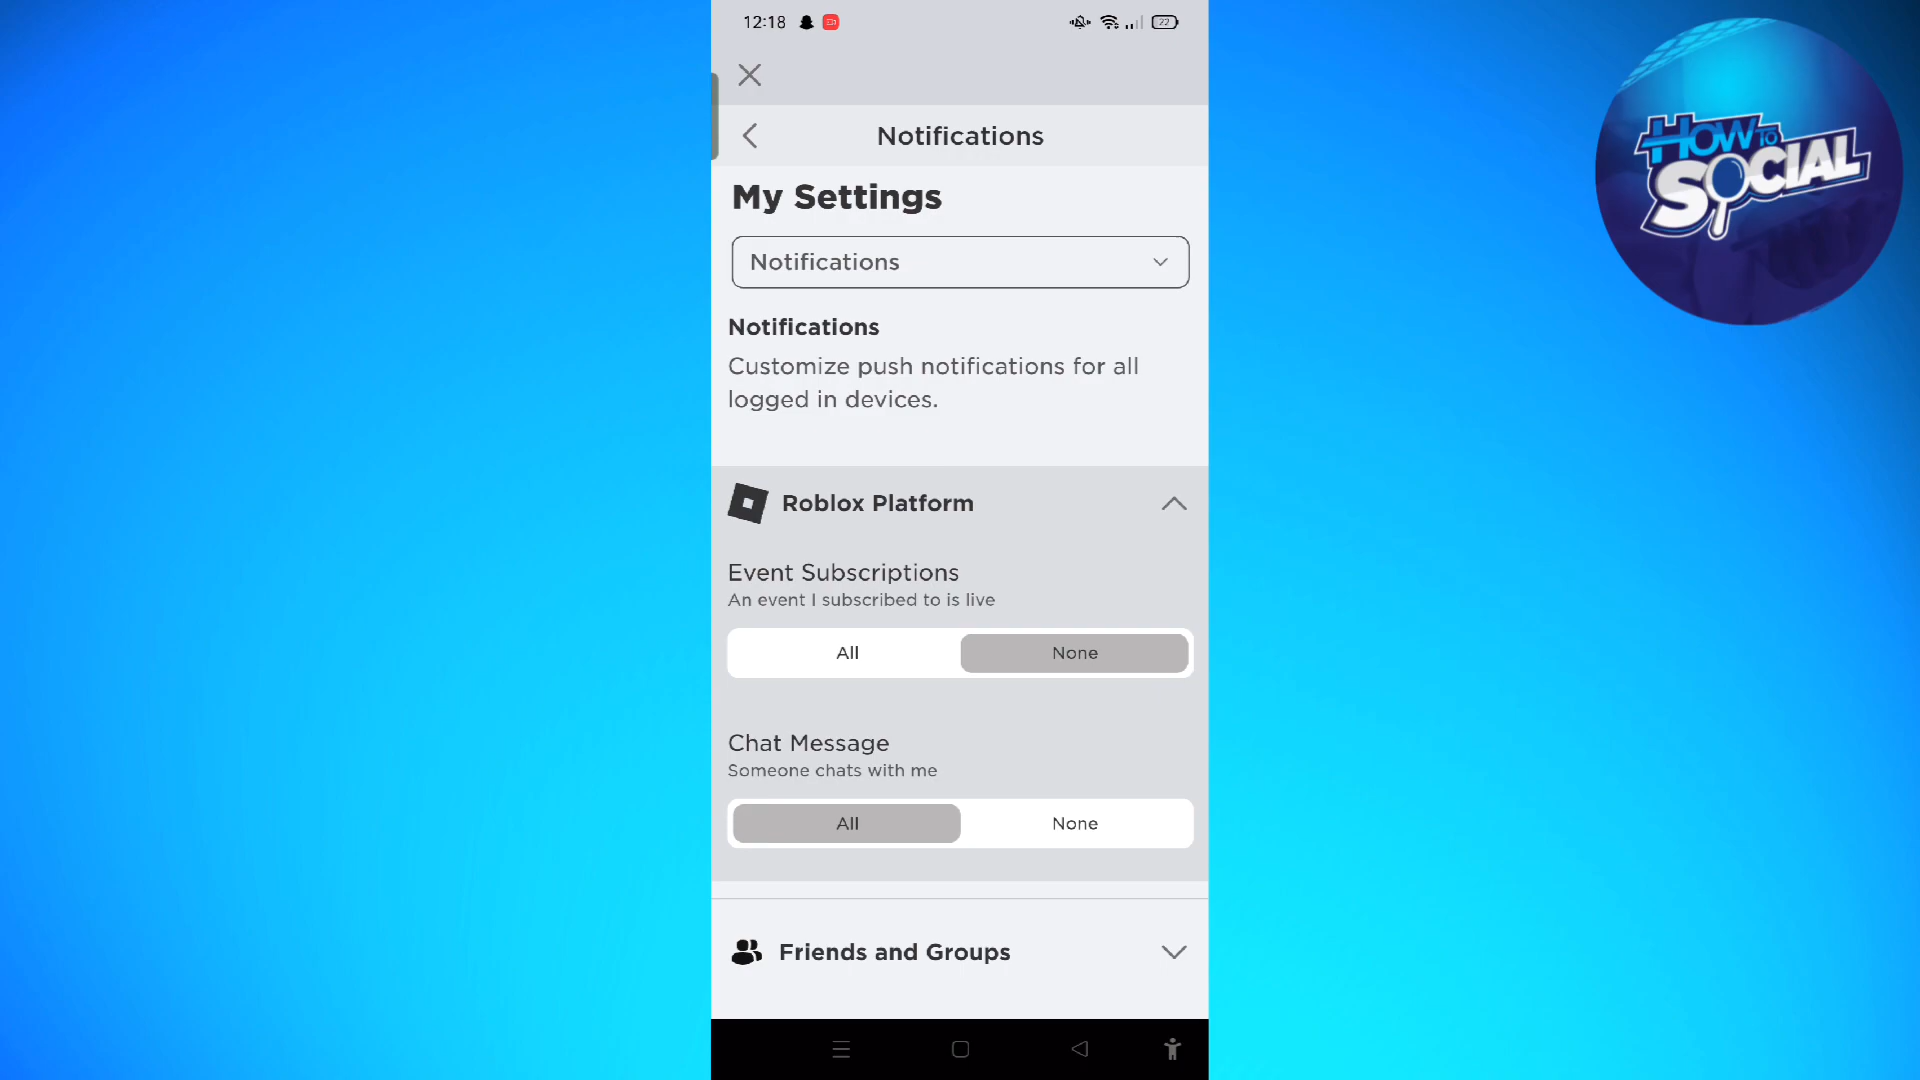 12:18
22
Notifications
My Settings
Notifications
Notifications
Customize push notifications for all
logged in devices.
Roblox Platform
Event Subscriptions
An event I subscribed to is live
All None
Chat Message
Someone chats with me
All None
Friends and Groups
HOW TO
SOCIAL